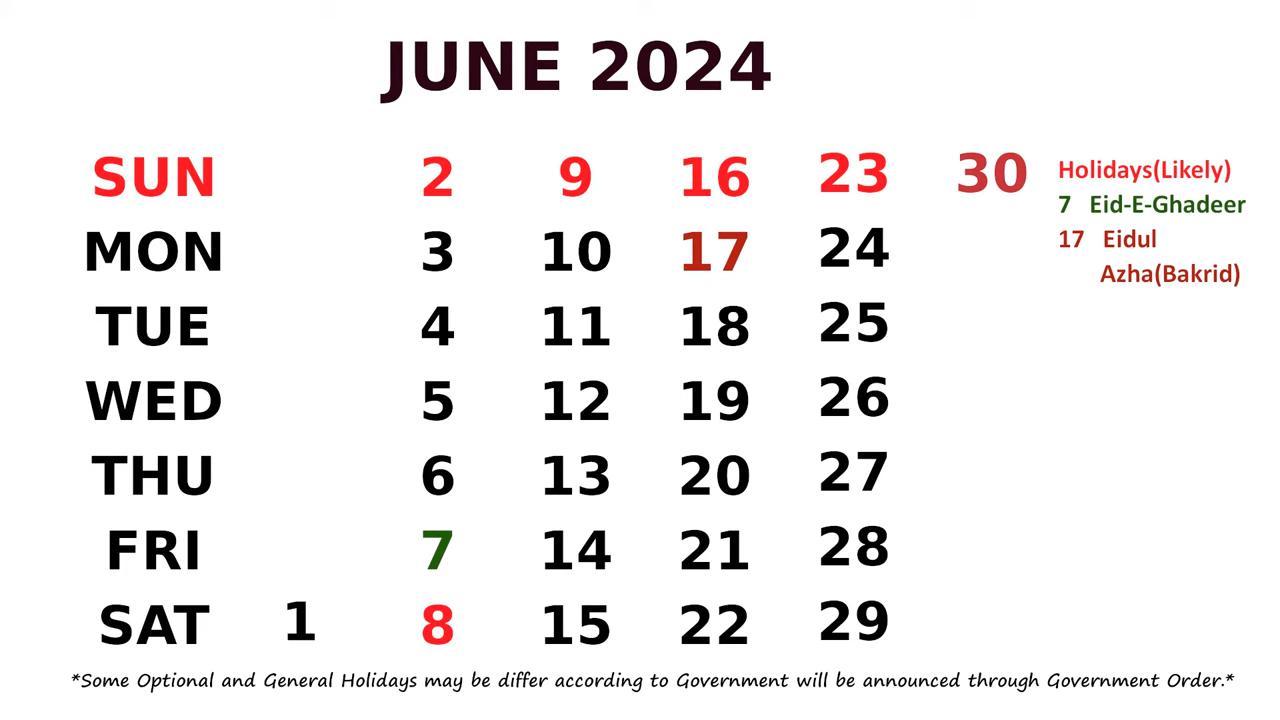 JUNE 2024
SUN 2 9 16 23 30
MON 3 10 17 24
TUE 4 11 18 25
WED 5 12 19 26
THU 6 13 20 27
FRI 7 14 21 28
SAT 1 8 15 22 29
Holidays(Likely)
7 Eid-E-Ghadeer
17 Eidul
Azha(Bakrid)
*Some Optional and General Holidays may be differ according to Government will be announced through Government Order.*